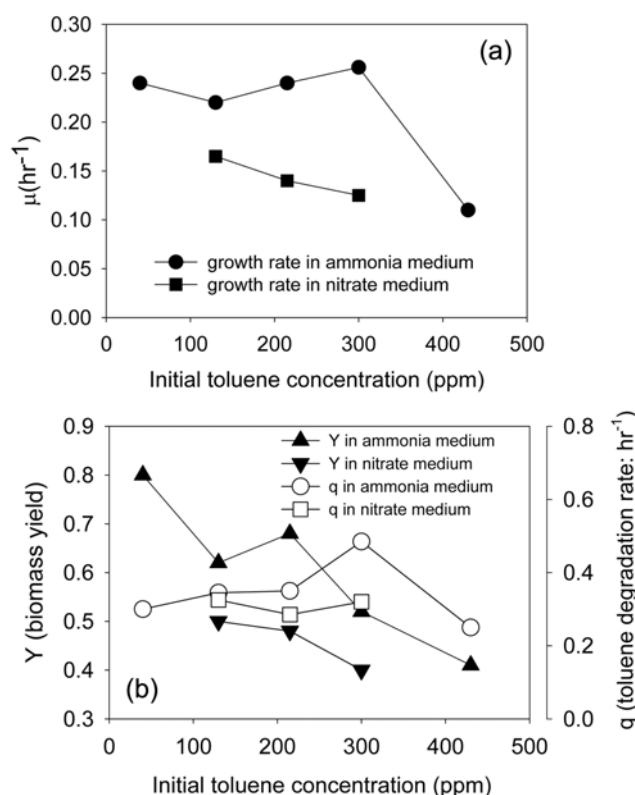 (a)
0.30
0.25
0.20
0.15
0.10
0.05
0.00
μ(hr⁻¹)
growth rate in ammonia medium
growth rate in nitrate medium
0 100 200 300 400 500
Initial toluene concentration (ppm)
0.9
0.8
0.7
0.6
0.5
0.4
0.3
Y (biomass yield)
Y in ammonia medium
Y in nitrate medium
q in ammonia medium
q in nitrate medium
0.8
0.6
0.4
0.2
0.0
q (toluene degradation rate: hr⁻¹)
(b)
0 100 200 300 400 500
Initial toluene concentration (ppm)